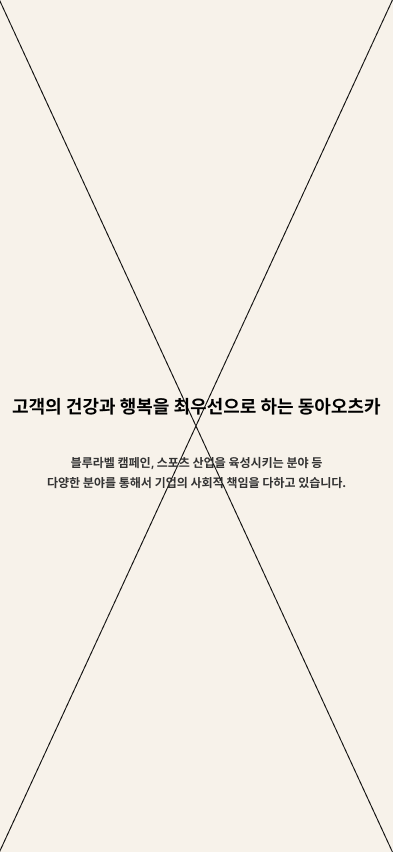 고객의 건강과 행복을 최우선으로 하는 동아오츠카
블루라벨 캠페인, 스포츠 산업을 육성시키는 분야 등
다양한 분야를 통해서 기업의 사회적 책임을 다하고 있습니다.